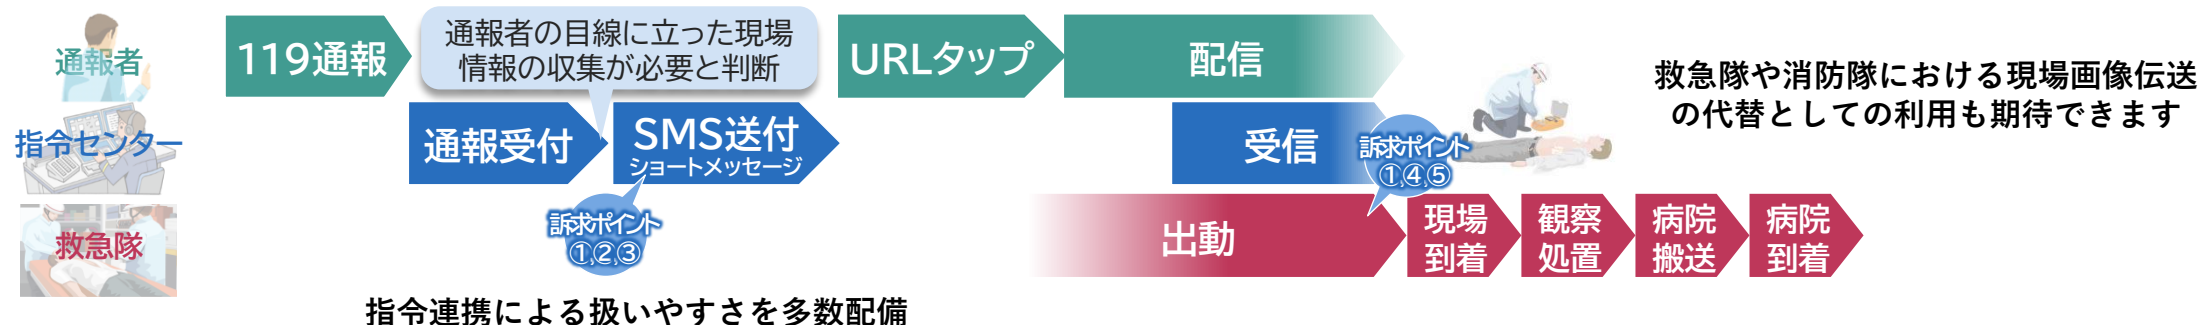 通報者
119通報
通報者の目線に立った現場
情報の収集が必要と判断
URLタップ
配信
救急隊や消防隊における現場画像伝送
の代替としての利用も期待できます
指令センター
通報受付
SMS送付
ショートメッセージ
受信
訴求ポイント
①,④,⑤
訴求ポイント
①,②,③
救急隊
出動
現場
到着
観察
処置
病院
搬送
病院
到着
指令連携による扱いやすさを多数配備